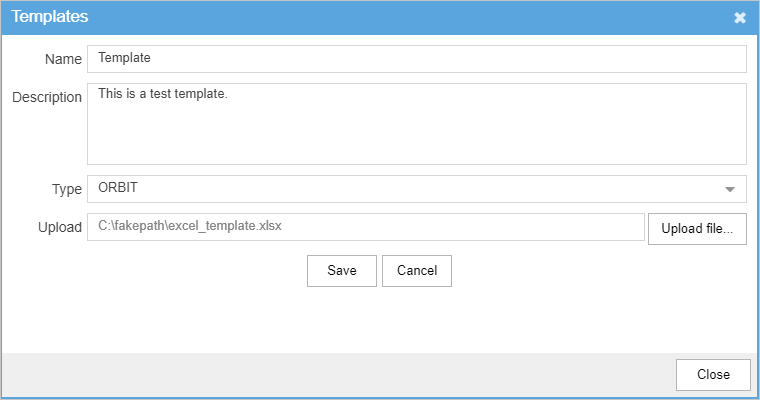 Templates
Name Template
Description This is a test template.
Type ORBIT
Upload C:\fakepath\excel_template.xlsx Upload file...
Save Cancel
Close